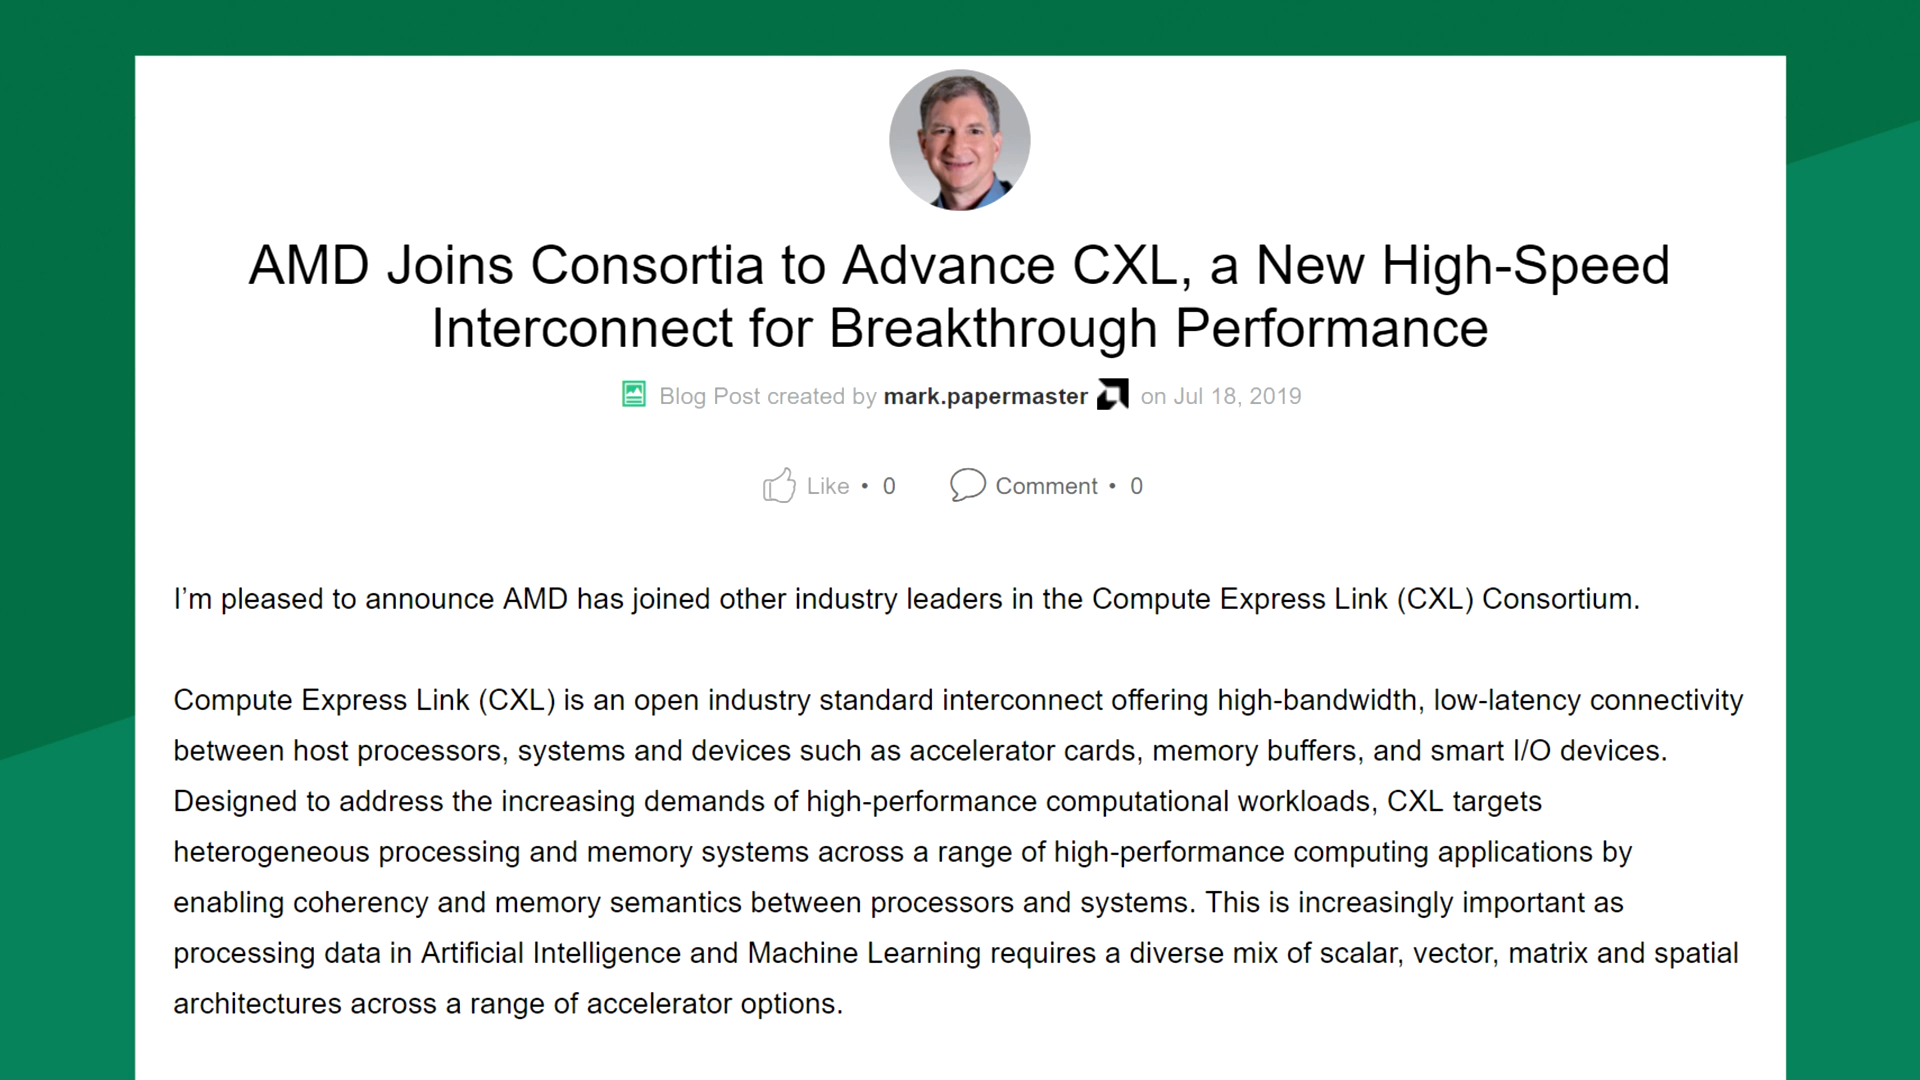 AMD Joins Consortia to Advance CXL, a New High-Speed
Interconnect for Breakthrough Performance
Blog Post created by mark.papermaster on Jul 18, 2019
Like • 0 Comment • 0
I’m pleased to announce AMD has joined other industry leaders in the Compute Express Link (CXL) Consortium.
Compute Express Link (CXL) is an open industry standard interconnect offering high-bandwidth, low-latency connectivity
between host processors, systems and devices such as accelerator cards, memory buffers, and smart I/O devices.
Designed to address the increasing demands of high-performance computational workloads, CXL targets
heterogeneous processing and memory systems across a range of high-performance computing applications by
enabling coherency and memory semantics between processors and systems. This is increasingly important as
processing data in Artificial Intelligence and Machine Learning requires a diverse mix of scalar, vector, matrix and spatial
architectures across a range of accelerator options.